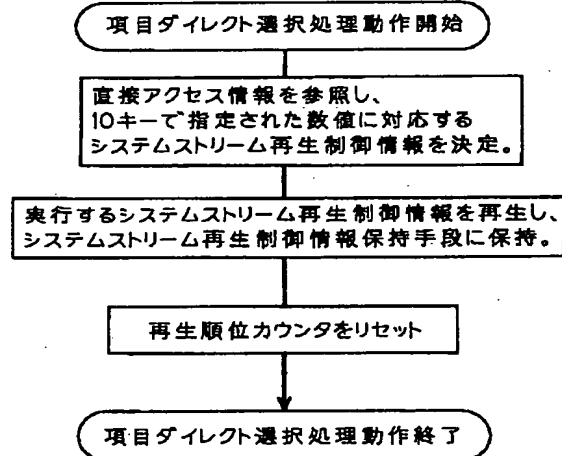 項目ダイレクト選択処理動作開始
直接アクセス情報を参照し、
10キーで指定された数値に対応する
システムストリーム再生制御情報を決定。
実行するシステムストリーム再生制御情報を再生し、
システムストリーム再生制御情報保持手段に保持。
再生順位カウンタをリセット
項目ダイレクト選択処理動作終了